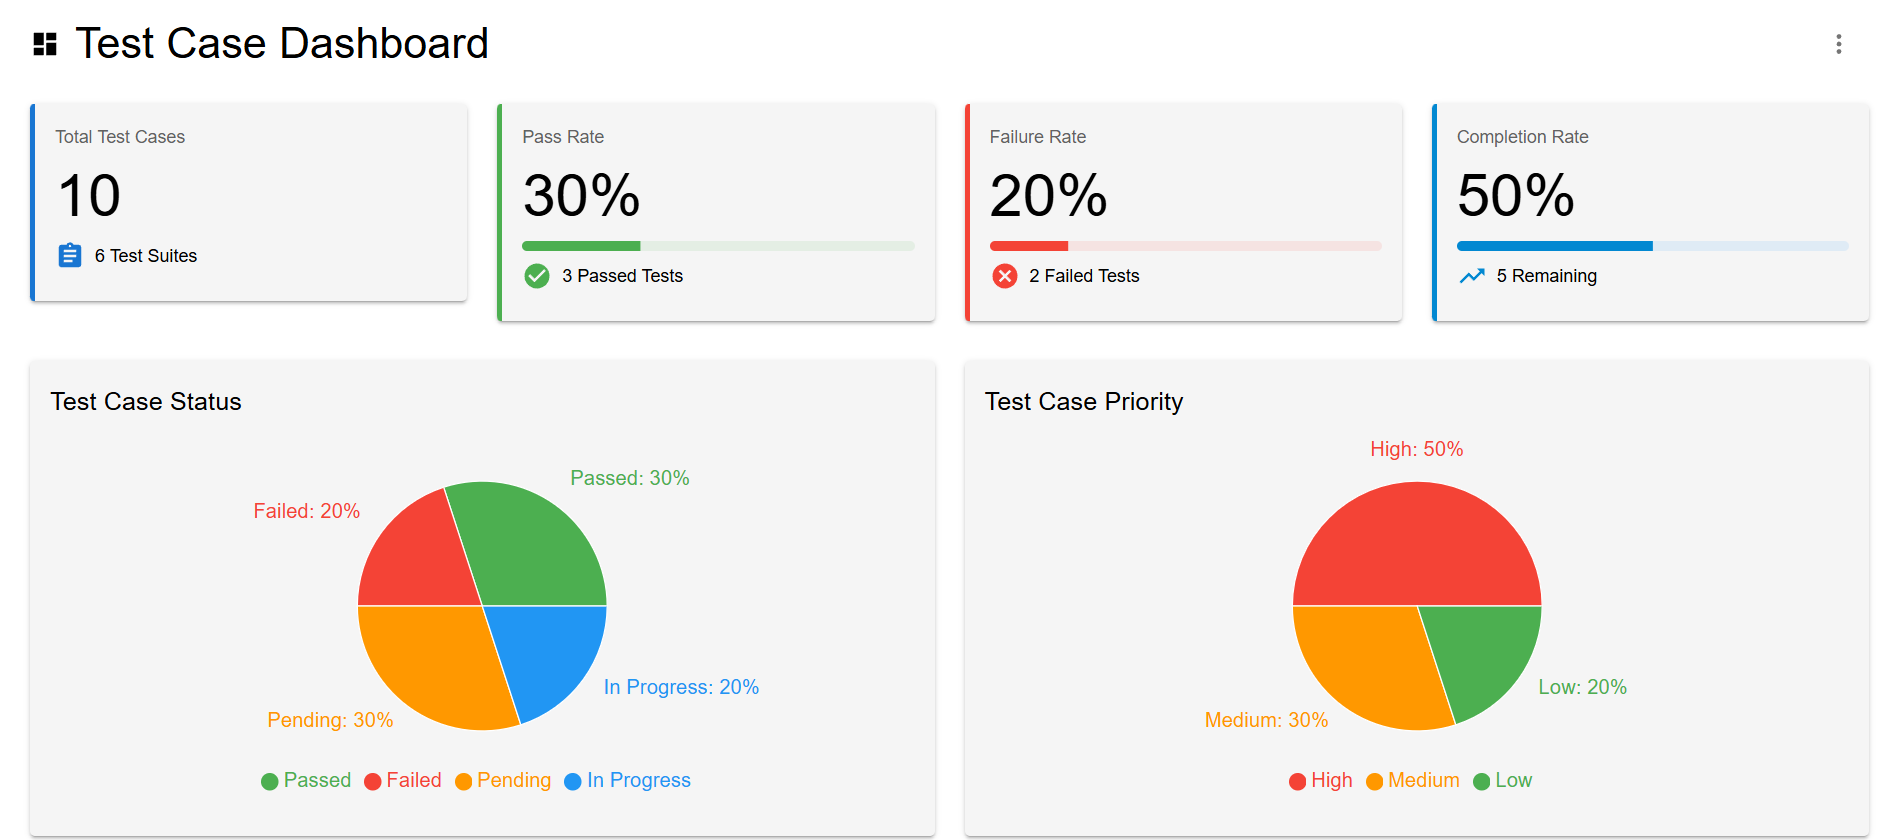 Test Case Dashboard
Total Test Cases
10
6 Test Suites
Pass Rate
30%
3 Passed Tests
Failure Rate
20%
2 Failed Tests
Completion Rate
50%
5 Remaining
Test Case Status
Passed: 30%
Failed: 20%
In Progress: 20%
Pending: 30%
Passed Failed Pending In Progress
Test Case Priority
High: 50%
Low: 20%
Medium: 30%
High Medium Low